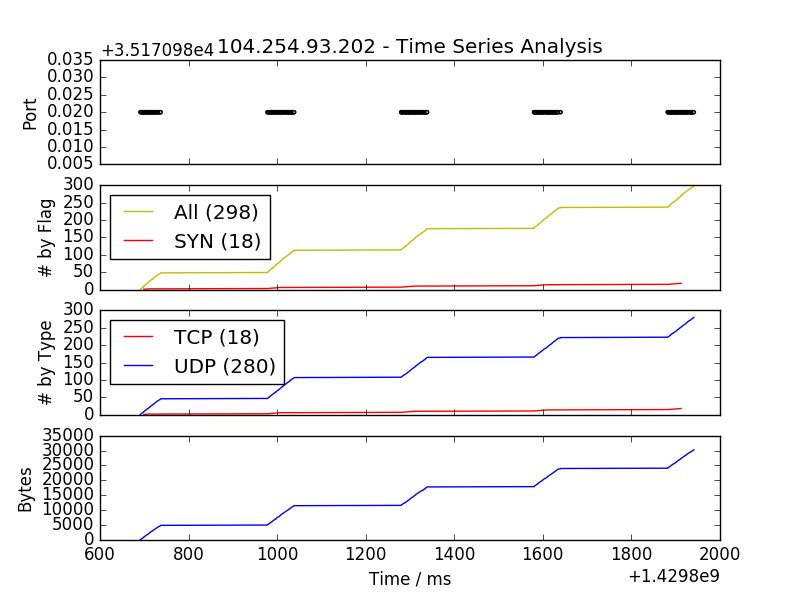 +3.517098e4
104.254.93.202 - Time Series Analysis
0.035
0.030
0.025
0.020
0.015
0.010
0.005
Port
300
250
200
150
100
50
0
# by Flag
All (298)
SYN (18)
300
250
200
150
100
50
0
# by Type
TCP (18)
UDP (280)
35000
30000
25000
20000
15000
10000
5000
0
Bytes
600 800 1000 1200 1400 1600 1800 2000
Time / ms
+1.4298e9